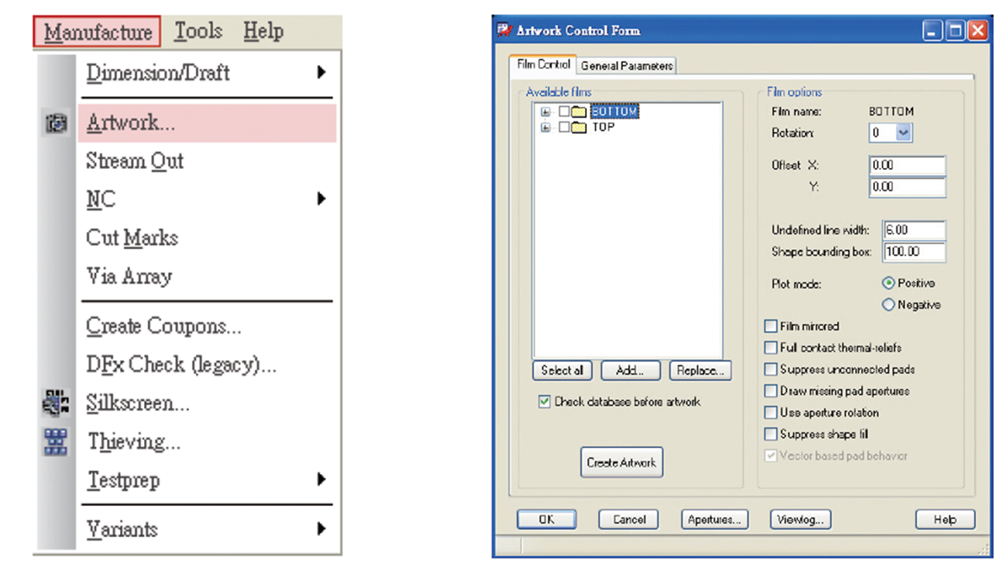 Manufacture Tools Help
Dimension/Draft
Artwork...
Stream Out
NC
Cut Marks
Via Array
Create Coupons...
DFx Check (legacy)...
Silkscreen...
Thieving...
Testprep
Variants
Artwork Control Form
Film Control General Parameters
Available films
BOTTOM
TOP
Select all Add... Replace...
Check database before artwork
Create Artwork
Film options
Film name: BOTTOM
Rotation: 0
Offset X: 0.00
Y: 0.00
Undefined line width: 6.00
Shape bounding box: 100.00
Plot mode: Positive
Negative
Film mirrored
Full contact thermal-reliefs
Suppress unconnected pads
Draw missing pad apertures
Use aperture rotation
Suppress shape fill
Vector based pad behavior
OK Cancel Apertures... Viewlog... Help